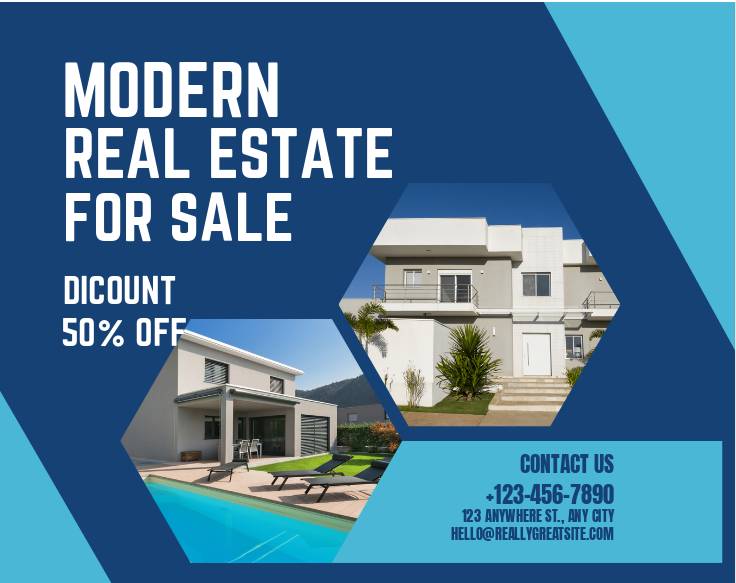 MODERN
REAL ESTATE
FOR SALE
DICOUNT
50% OFF
CONTACT US
+123-456-7890
123 ANYWHERE ST., ANY CITY
HELLO@REALLYGREATSITE.COM